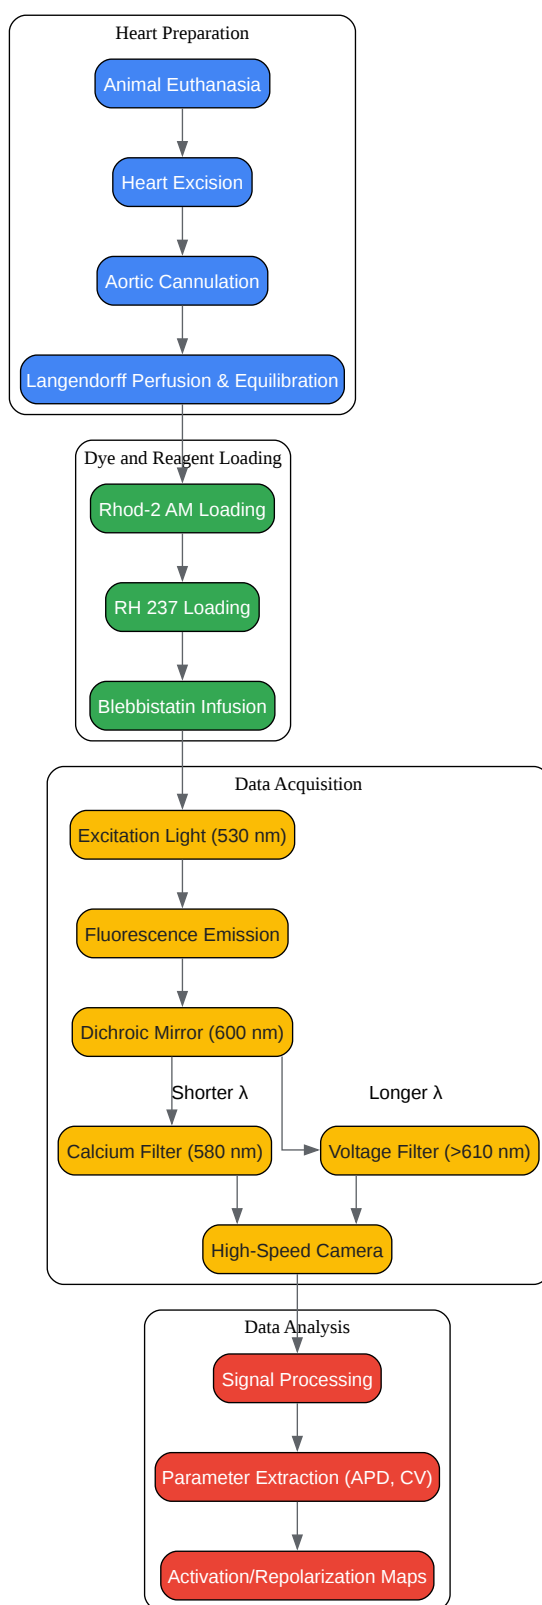 Heart Preparation
Animal Euthanasia
Heart Excision
Aortic Cannulation
Langendorff Perfusion & Equilibration
Dye and Reagent Loading
Rhod-2 AM Loading
RH 237 Loading
Blebbistatin Infusion
Data Acquisition
Excitation Light (530 nm)
Fluorescence Emission
Dichroic Mirror (600 nm)
Shorter λ
Longer λ
Calcium Filter (580 nm)
Voltage Filter (>610 nm)
High-Speed Camera
Data Analysis
Signal Processing
Parameter Extraction (APD, CV)
Activation/Repolarization Maps